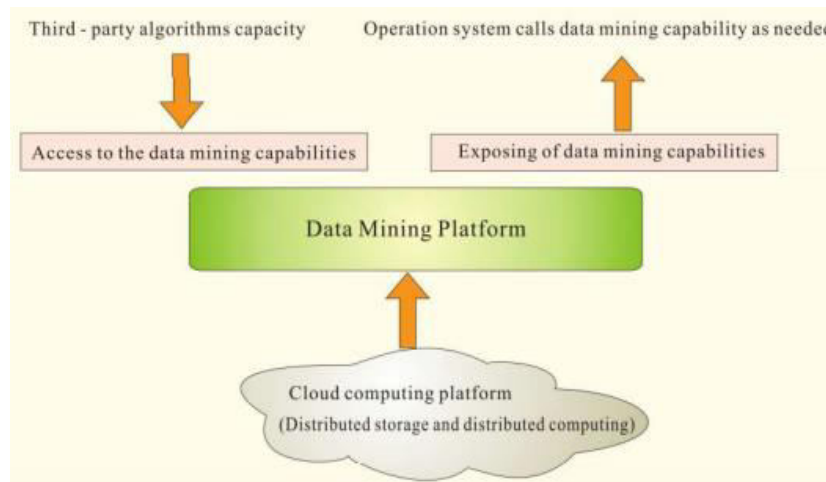 Third - party algorithms capacity
Operation system calls data mining capability as needed
Access to the data mining capabilities
Exposing of data mining capabilities
Data Mining Platform
Cloud computing platform
(Distributed storage and distributed computing)